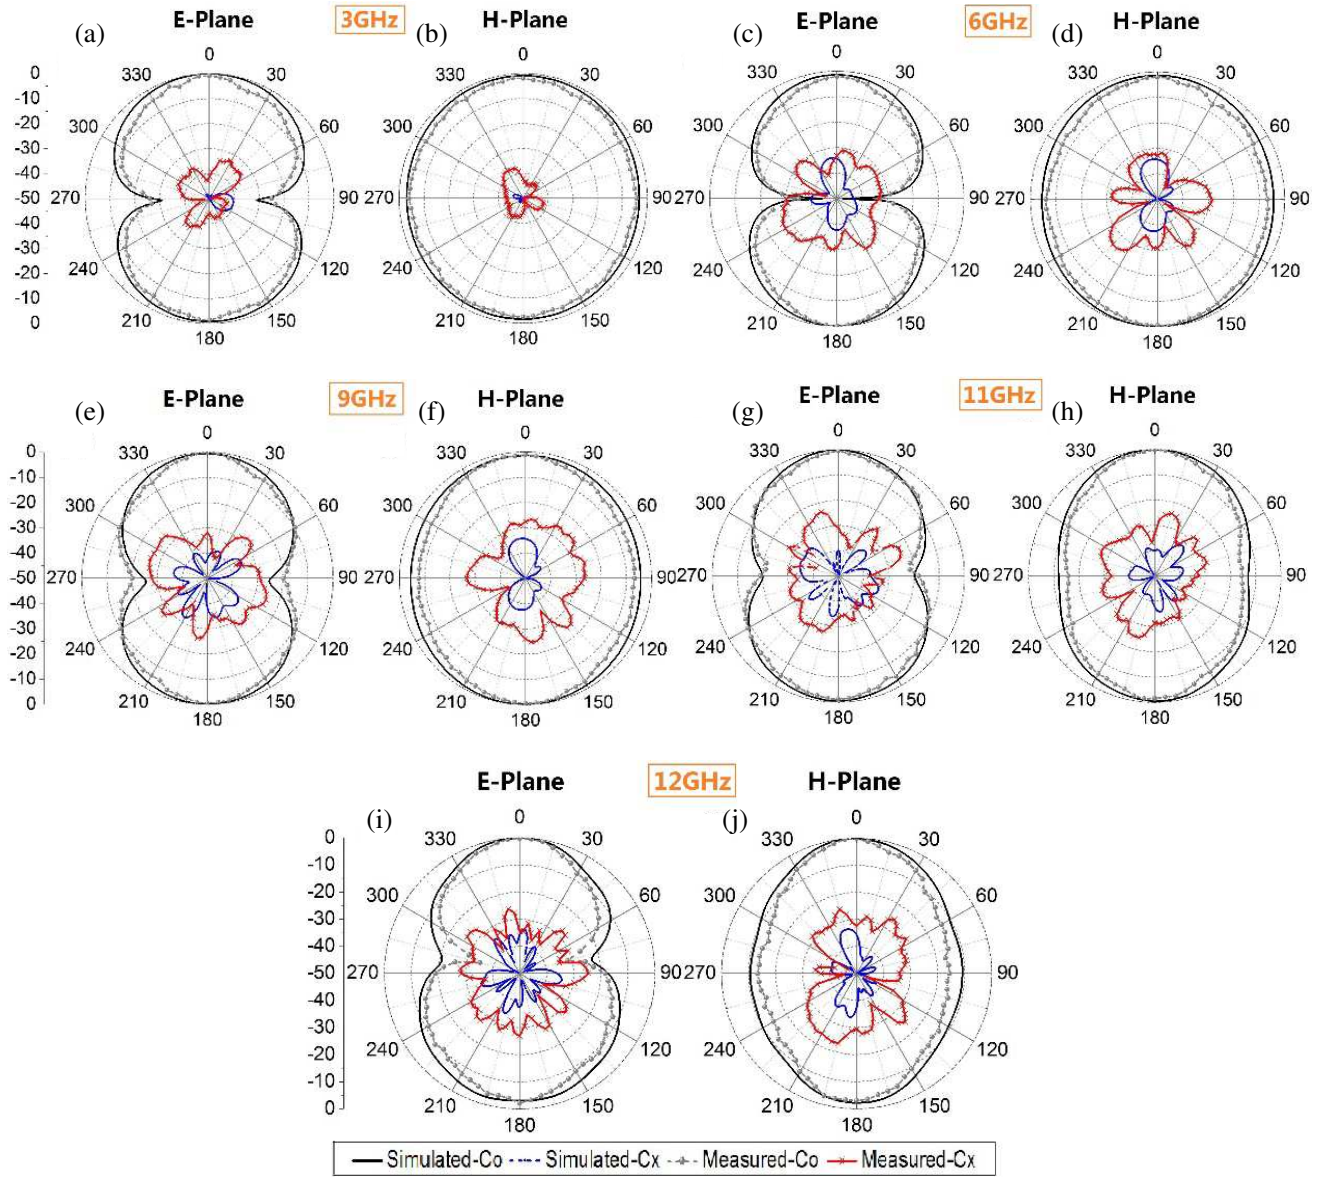 (a) E-Plane 3GHz (b) H-Plane (c) E-Plane 6GHz (d) H-Plane
0 0 0 0
330 30 330 30 330 30 330 30
300 60 300 60 300 60 300 60
270 90 270 90 270 90 270 90
240 120 240 120 240 120 240 120
210 150 210 150 210 150 210 150
180 180 180 180
0
-10
-20
-30
-40
-50
-40
-30
-20
-10
0
(e) E-Plane 9GHz (f) H-Plane (g) E-Plane 11GHz (h) H-Plane
0 0 0 0
330 30 330 30 330 30 330 30
300 60 300 60 300 60 300 60
270 90 270 90 270 90 270 90
240 120 240 120 240 120 240 120
210 150 210 150 210 150 210 150
180 180 180 180
0
-10
-20
-30
-40
-50
-40
-30
-20
-10
0
(i) E-Plane 12GHz (j) H-Plane
0 0
330 30 330 30
300 60 300 60
270 90 270 90
240 120 240 120
210 150 210 150
180 180
0
-10
-20
-30
-40
-50
-40
-30
-20
-10
0
Simulated-Co Simulated-Cx Measured-Co Measured-Cx